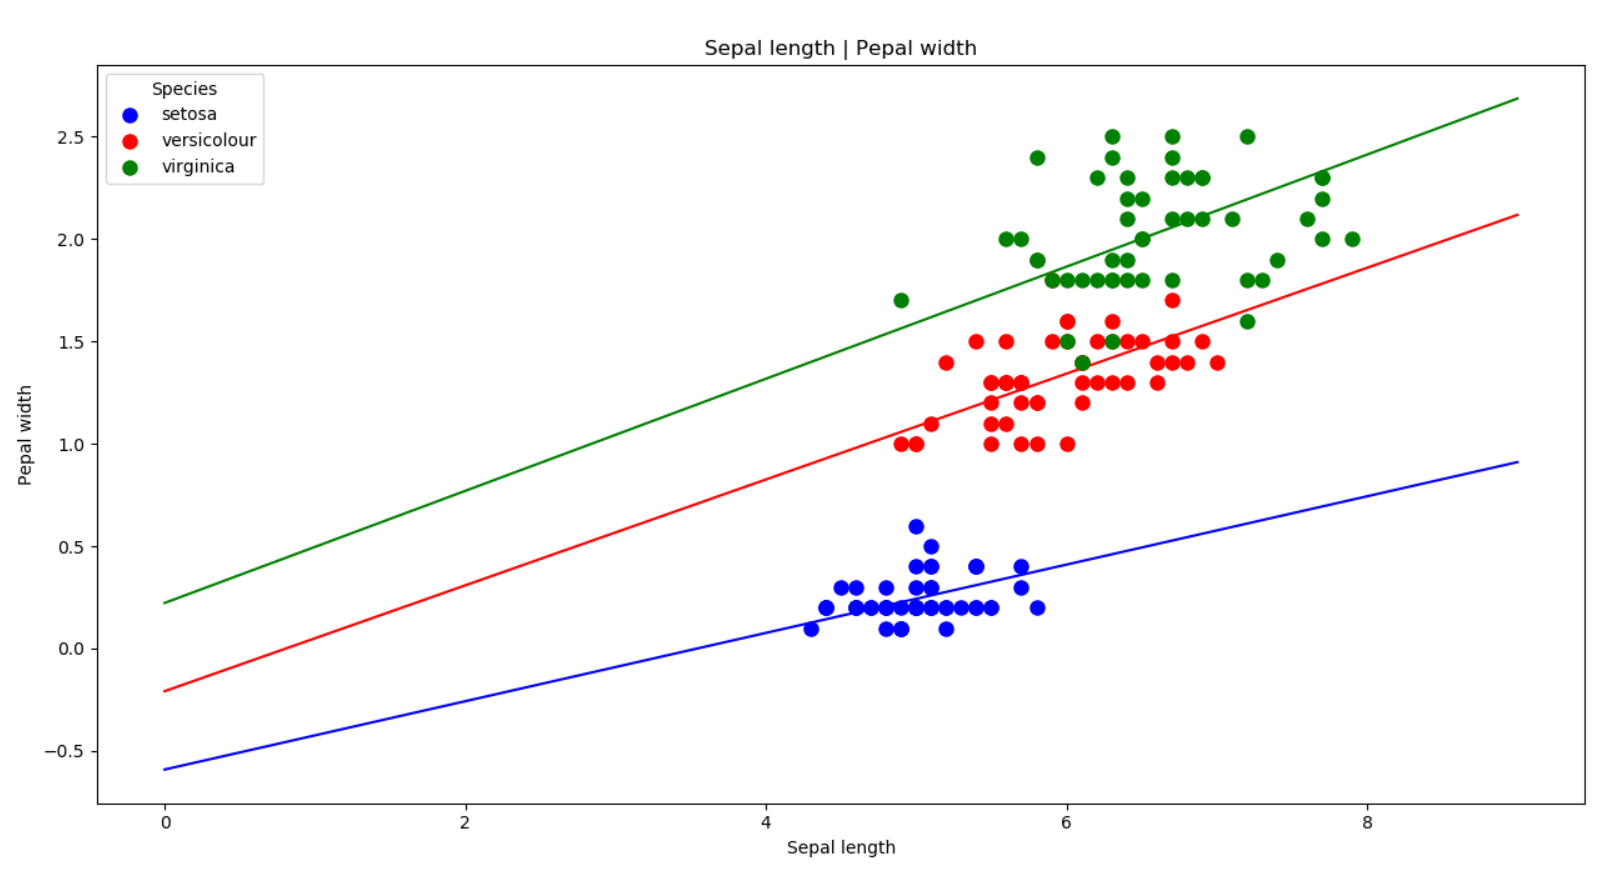 Sepal length | Pepal width
Species
setosa
versicolour
virginica
Pepal width
2.5
2.0
1.5
1.0
0.5
0.0
−0.5
0
2
4
6
8
Sepal length